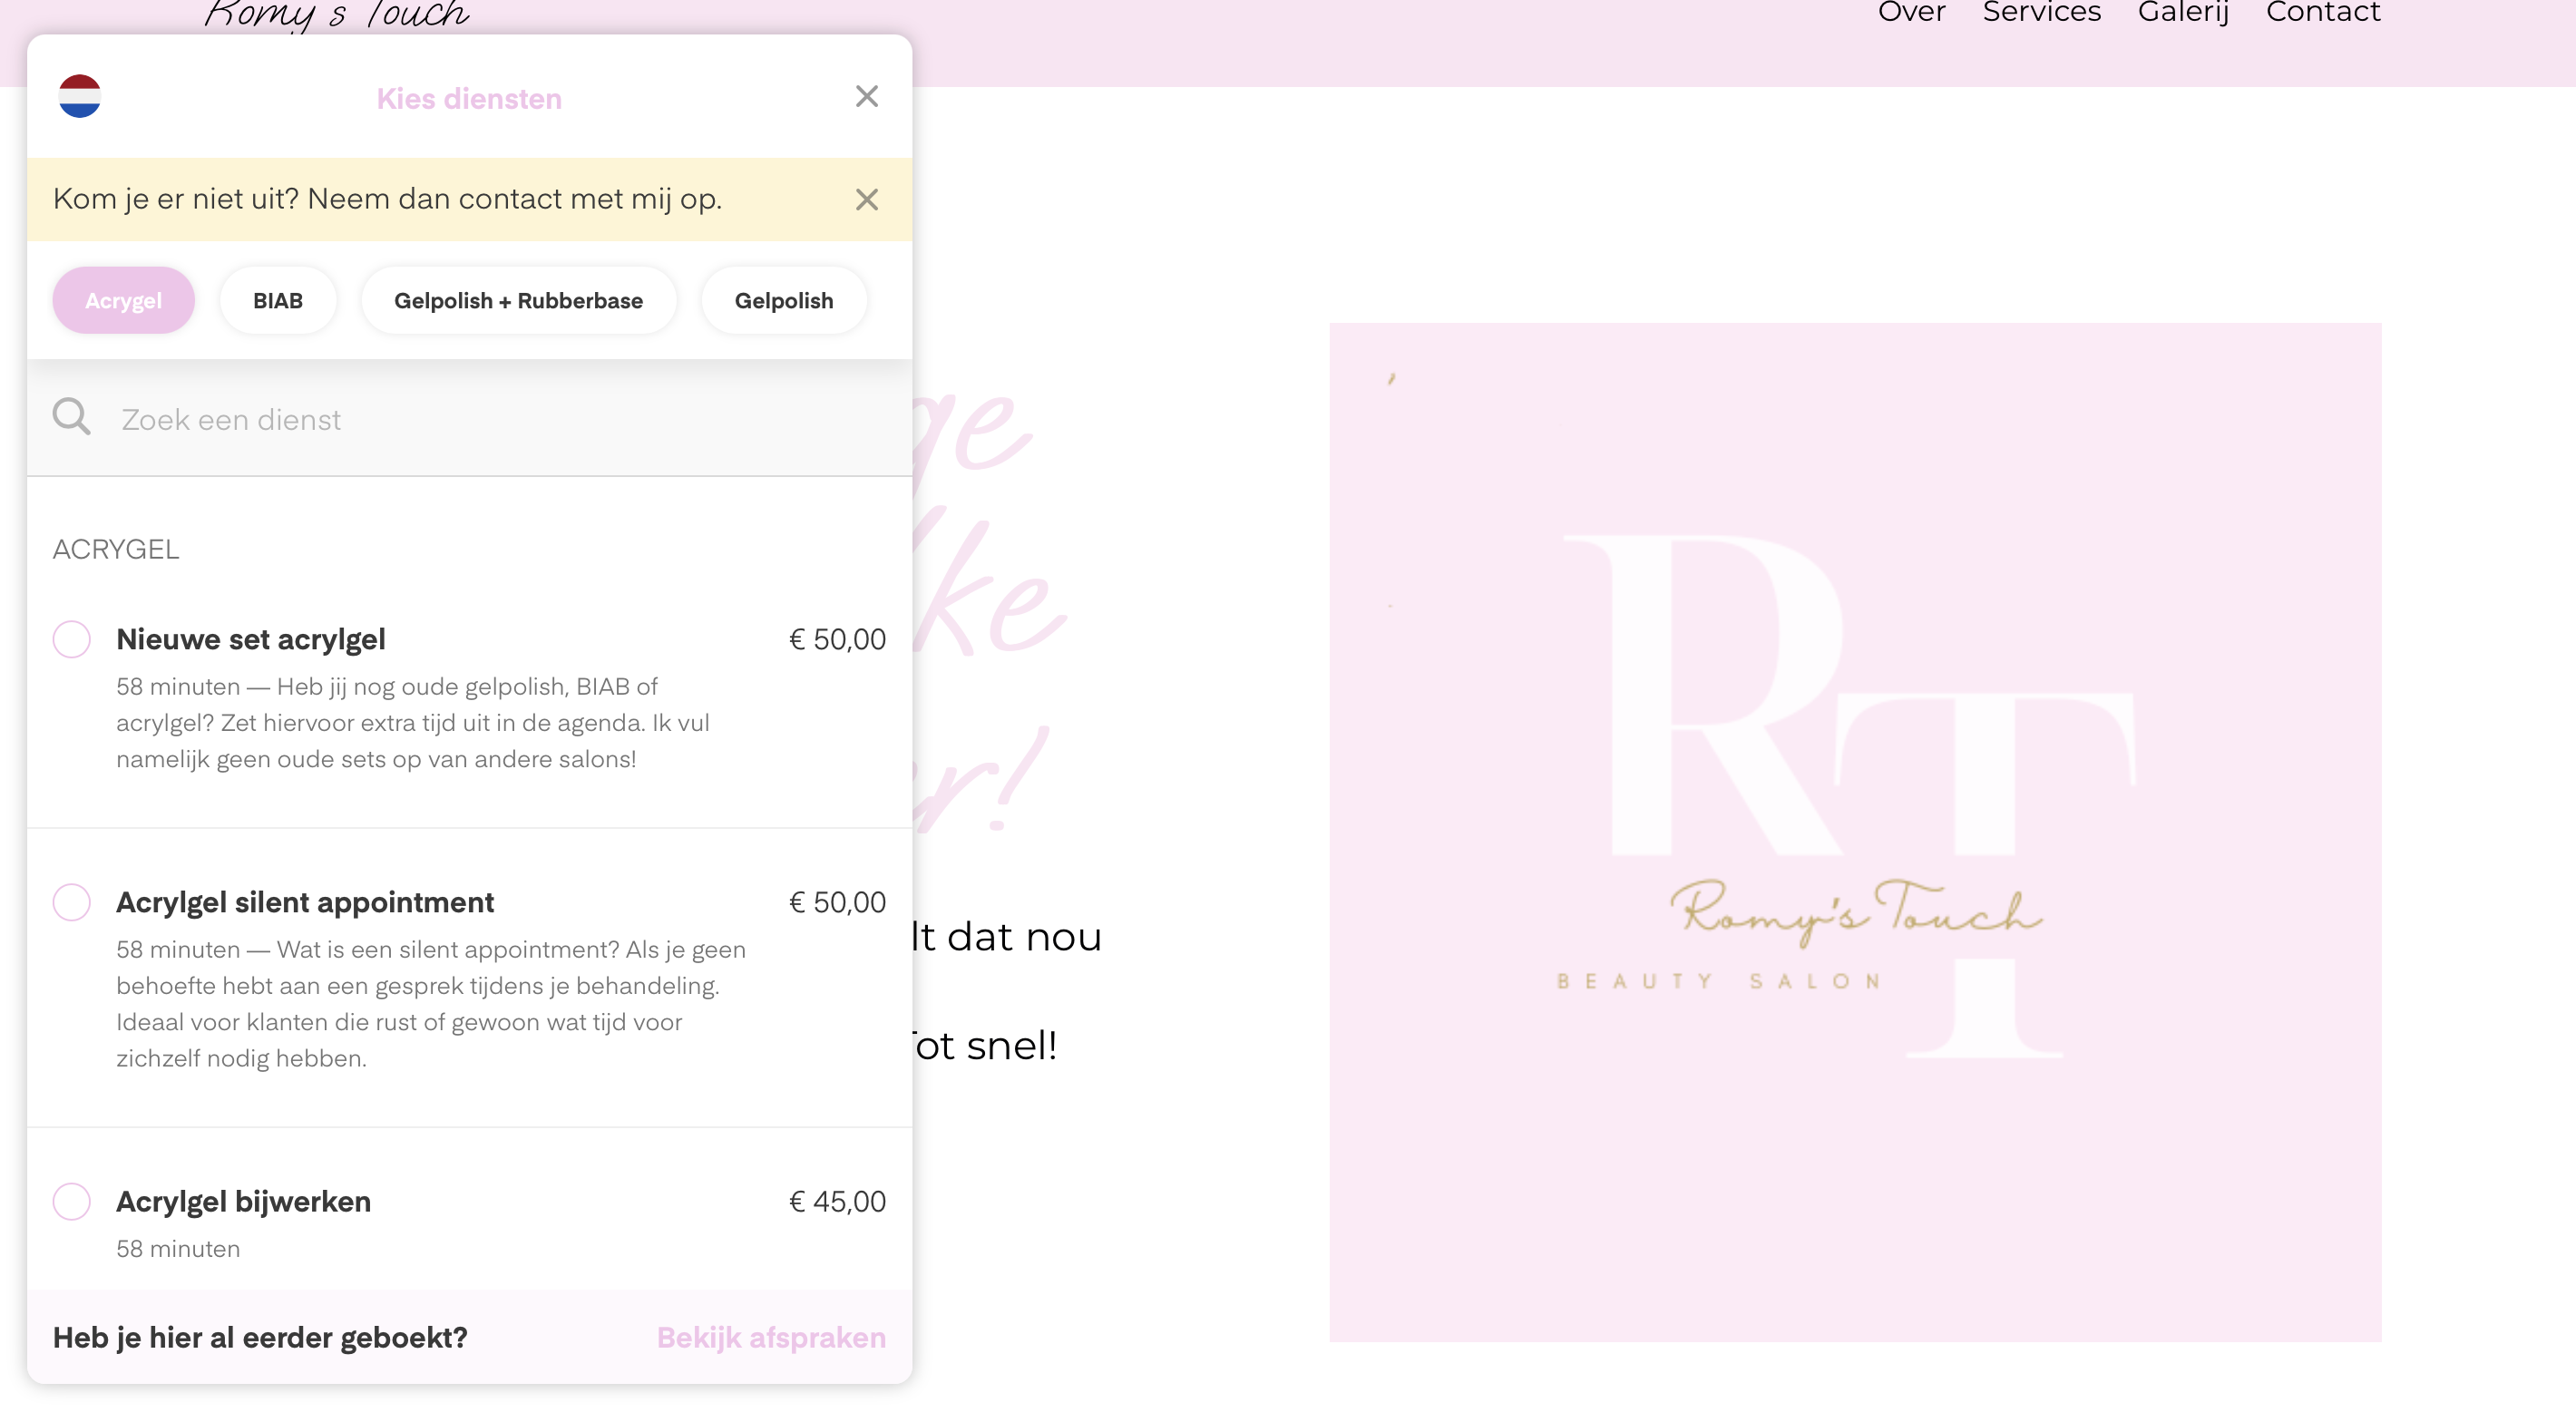 Romy's Touch
Over Services Galerij Contact
Kies diensten
Kom je er niet uit? Neem dan contact met mij op.
Acrygel BIAB Gelpolish + Rubberbase Gelpolish
Zoek een dienst
ACRYGEL
Nieuwe set acrylgel € 50,00
58 minuten — Heb jij nog oude gelpolish, BIAB of
acrylgel? Zet hiervoor extra tijd uit in de agenda. Ik vul
namelijk geen oude sets op van andere salons!
Acrylgel silent appointment € 50,00
58 minuten — Wat is een silent appointment? Als je geen
behoefte hebt aan een gesprek tijdens je behandeling.
Ideaal voor klanten die rust of gewoon wat tijd voor
zichzelf nodig hebben.
Acrylgel bijwerken € 45,00
58 minuten
Heb je hier al eerder geboekt? Bekijk afspraken
dat nou
Tot snel!
RT
Romy's Touch
BEAUTY SALON